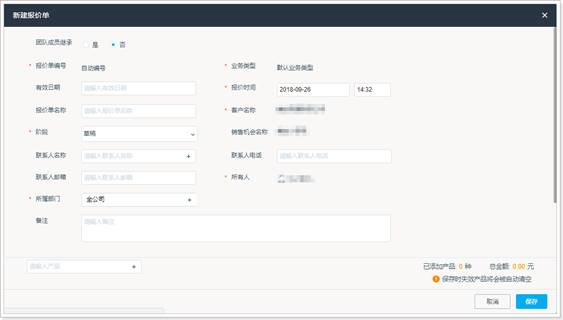 新建报价单 ×
团队成员继承 是 否
* 报价单编号 自动编号 * 业务类型 默认业务类型
有效日期 请输入有效日期 * 报价时间 2018-09-26 14:32
报价单名称 请输入报价单名称 * 客户名称
* 阶段 草稿 销售机会名称
联系人名称 请输入联系人名称 + 联系人电话 请输入联系人电话
联系人邮箱 请输入联系人邮箱 * 所有人
* 所属部门 全公司 +
备注 请输入备注
请输入产品 + 已添加产品: 0 种 总金额: 0.00 元
保存时失效产品将会被自动清空
取消 保存